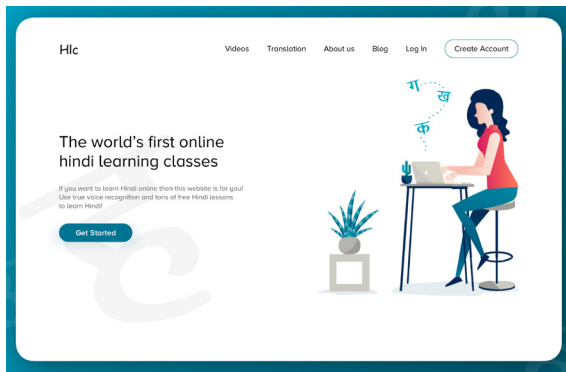 Hlc
Videos Translation About us Blog Log In Create Account
ग
ख
क
The world's first online
hindi learning classes
If you want to learn Hindi online then this website is for you!
Use true voice recognition and tons of free Hindi lessons
to learn Hindi!
Get Started